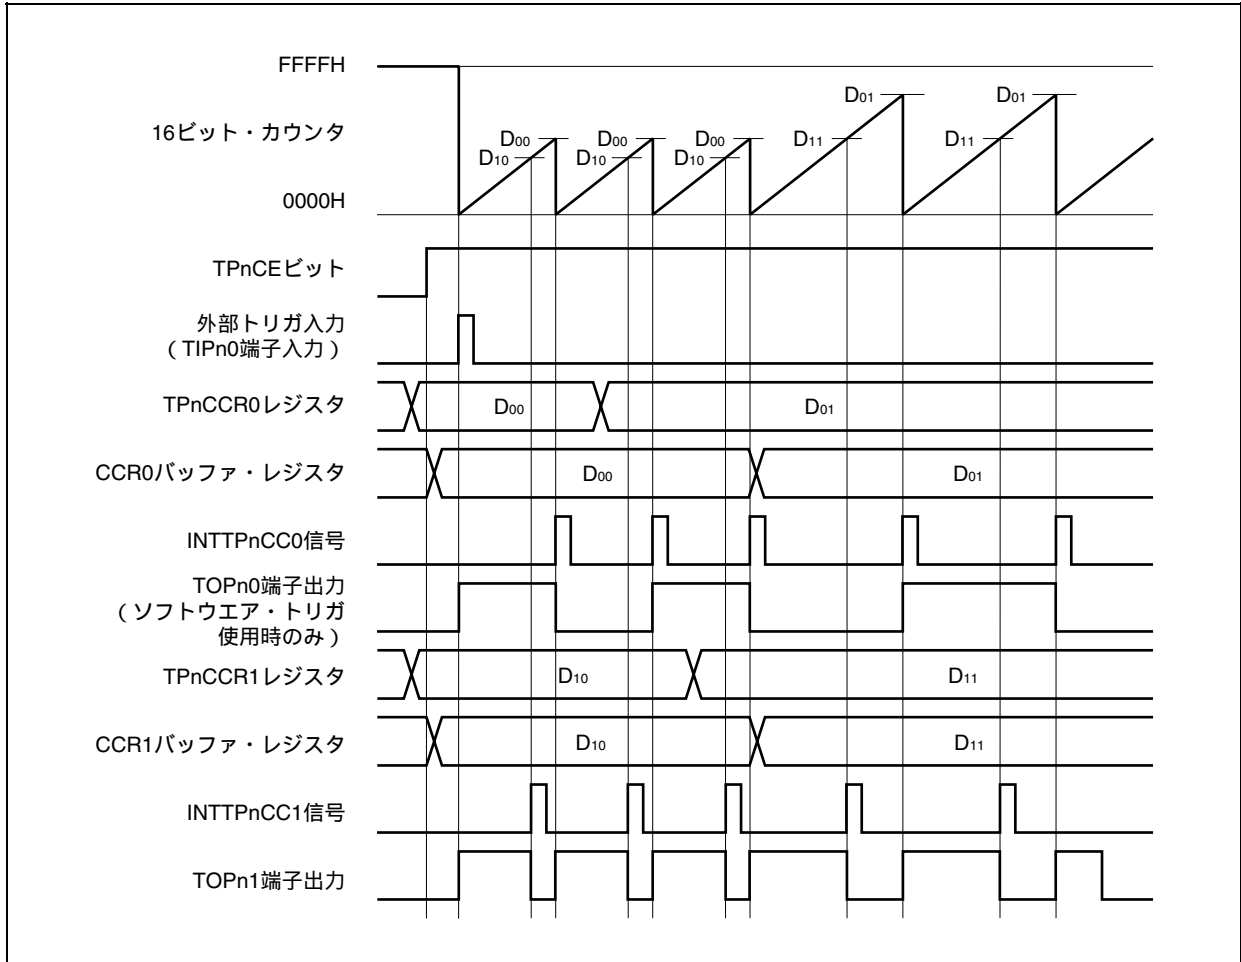 FFFFH
16ビット・カウンタ
0000H
D01 D01
D00 D00 D00 D11 D11
D10 D10 D10
TPnCEビット
外部トリガ入力
（TIPn0端子入力）
TPnCCR0レジスタ
D00 D01
CCR0バッファ・レジスタ
D00 D01
INTTPnCC0信号
TOPn0端子出力
（ソフトウエア・トリガ
使用時のみ）
TPnCCR1レジスタ
D10 D11
CCR1バッファ・レジスタ
D10 D11
INTTPnCC1信号
TOPn1端子出力